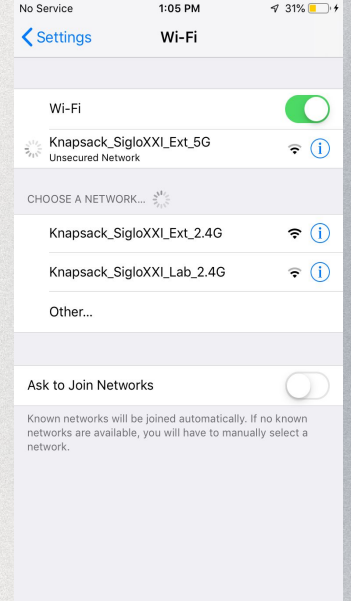 No Service 1:05 PM 31%
Settings Wi-Fi
Wi-Fi
Knapsack_SigloXXI_Ext_5G
Unsecured Network
CHOOSE A NETWORK...
Knapsack_SigloXXI_Ext_2.4G
Knapsack_SigloXXI_Lab_2.4G
Other...
Ask to Join Networks
Known networks will be joined automatically. If no known
networks are available, you will have to manually select a
network.